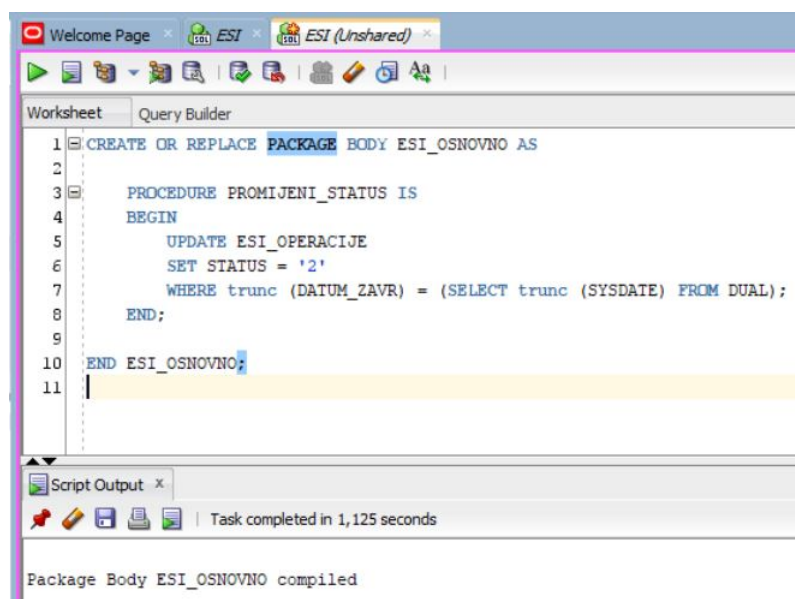 Welcome Page × SQL ESI × SQL ESI (Unshared) ×
Aa
Worksheet Query Builder
1 CREATE OR REPLACE PACKAGE BODY ESI_OSNOVNO AS
2
3 PROCEDURE PROMIJENI_STATUS IS
4 BEGIN
5 UPDATE ESI_OPERACIJE
6 SET STATUS = '2'
7 WHERE trunc (DATUM_ZAVR) = (SELECT trunc (SYSDATE) FROM DUAL);
8 END;
9
10 END ESI_OSNOVNO;
11
Script Output ×
Task completed in 1,125 seconds
Package Body ESI_OSNOVNO compiled